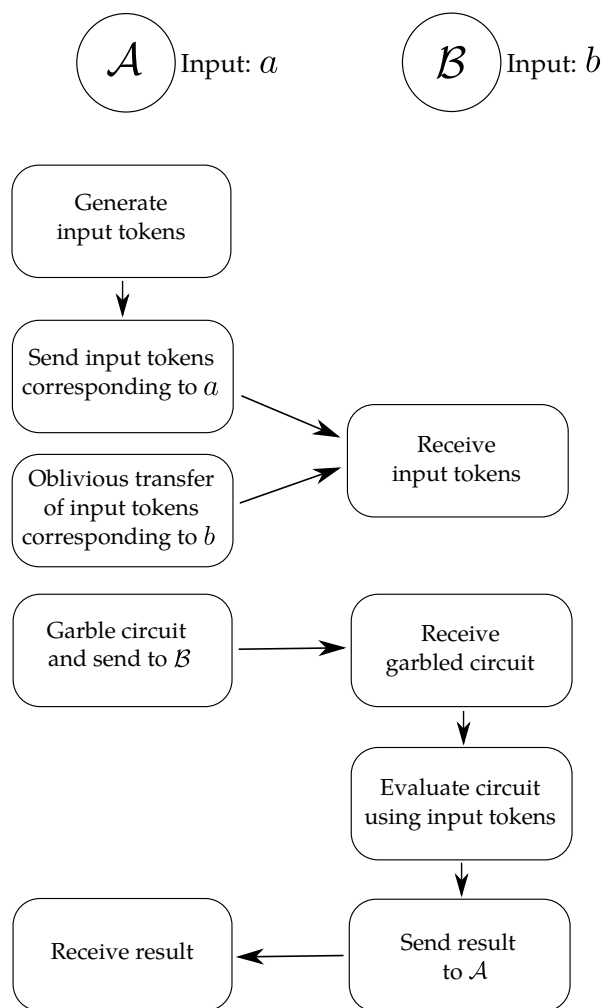 𝒜 Input: a
ℬ Input: b
Generate
input tokens
Send input tokens
corresponding to a
Oblivious transfer
of input tokens
corresponding to b
Receive
input tokens
Garble circuit
and send to ℬ
Receive
garbled circuit
Evaluate circuit
using input tokens
Send result
to 𝒜
Receive result